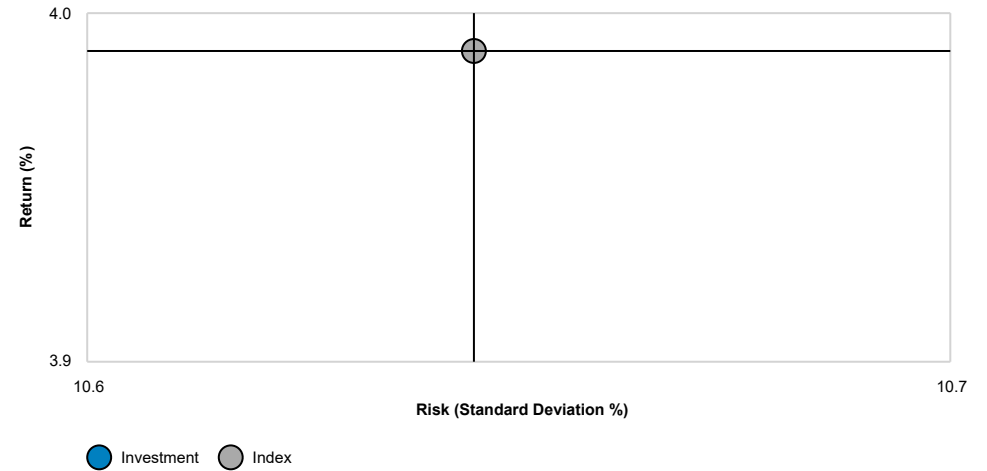 4.0
Return (%)
3.9
10.6
10.7
Risk (Standard Deviation %)
Investment
Index